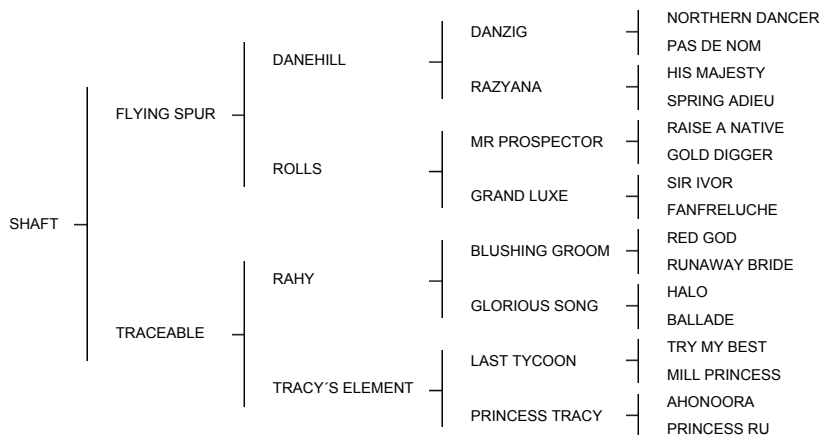 NORTHERN DANCER
DANZIG
PAS DE NOM
DANEHILL
HIS MAJESTY
RAZYANA
SPRING ADIEU
FLYING SPUR
RAISE A NATIVE
MR PROSPECTOR
GOLD DIGGER
ROLLS
SIR IVOR
GRAND LUXE
FANFRELUCHE
SHAFT
RED GOD
BLUSHING GROOM
RUNAWAY BRIDE
RAHY
HALO
GLORIOUS SONG
BALLADE
TRACEABLE
TRY MY BEST
LAST TYCOON
MILL PRINCESS
TRACY´S ELEMENT
AHONOORA
PRINCESS TRACY
PRINCESS RU